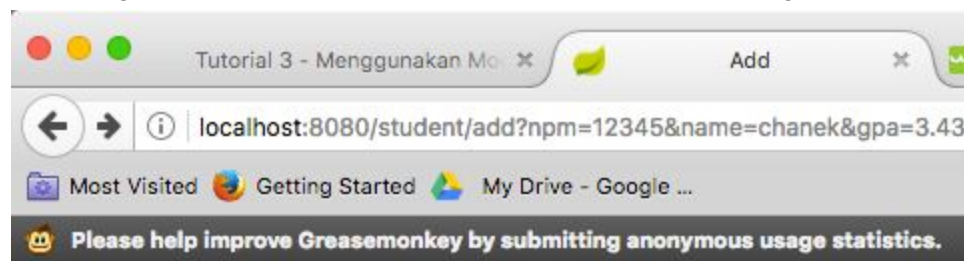 Tutorial 3 - Menggunakan Mo
Add
localhost:8080/student/add?npm=12345&name=chanek&gpa=3.43
Most Visited Getting Started My Drive - Google ...
Please help improve Greasemonkey by submitting anonymous usage statistics.